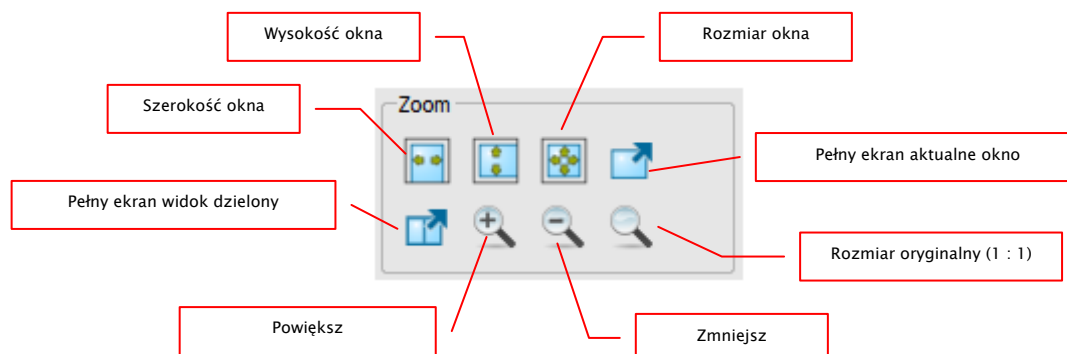 Wysokość okna
Rozmiar okna
Szerokość okna
Zoom
Pełny ekran aktualne okno
Pełny ekran widok dzielony
Rozmiar oryginalny (1 : 1)
Powiększ
Zmniejsz